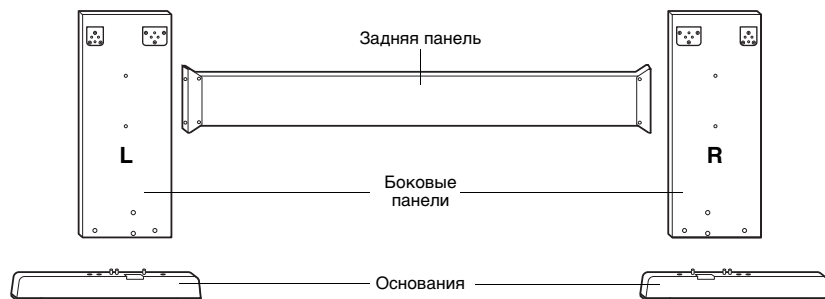 Задняя панель
L
R
Боковые
панели
Основания